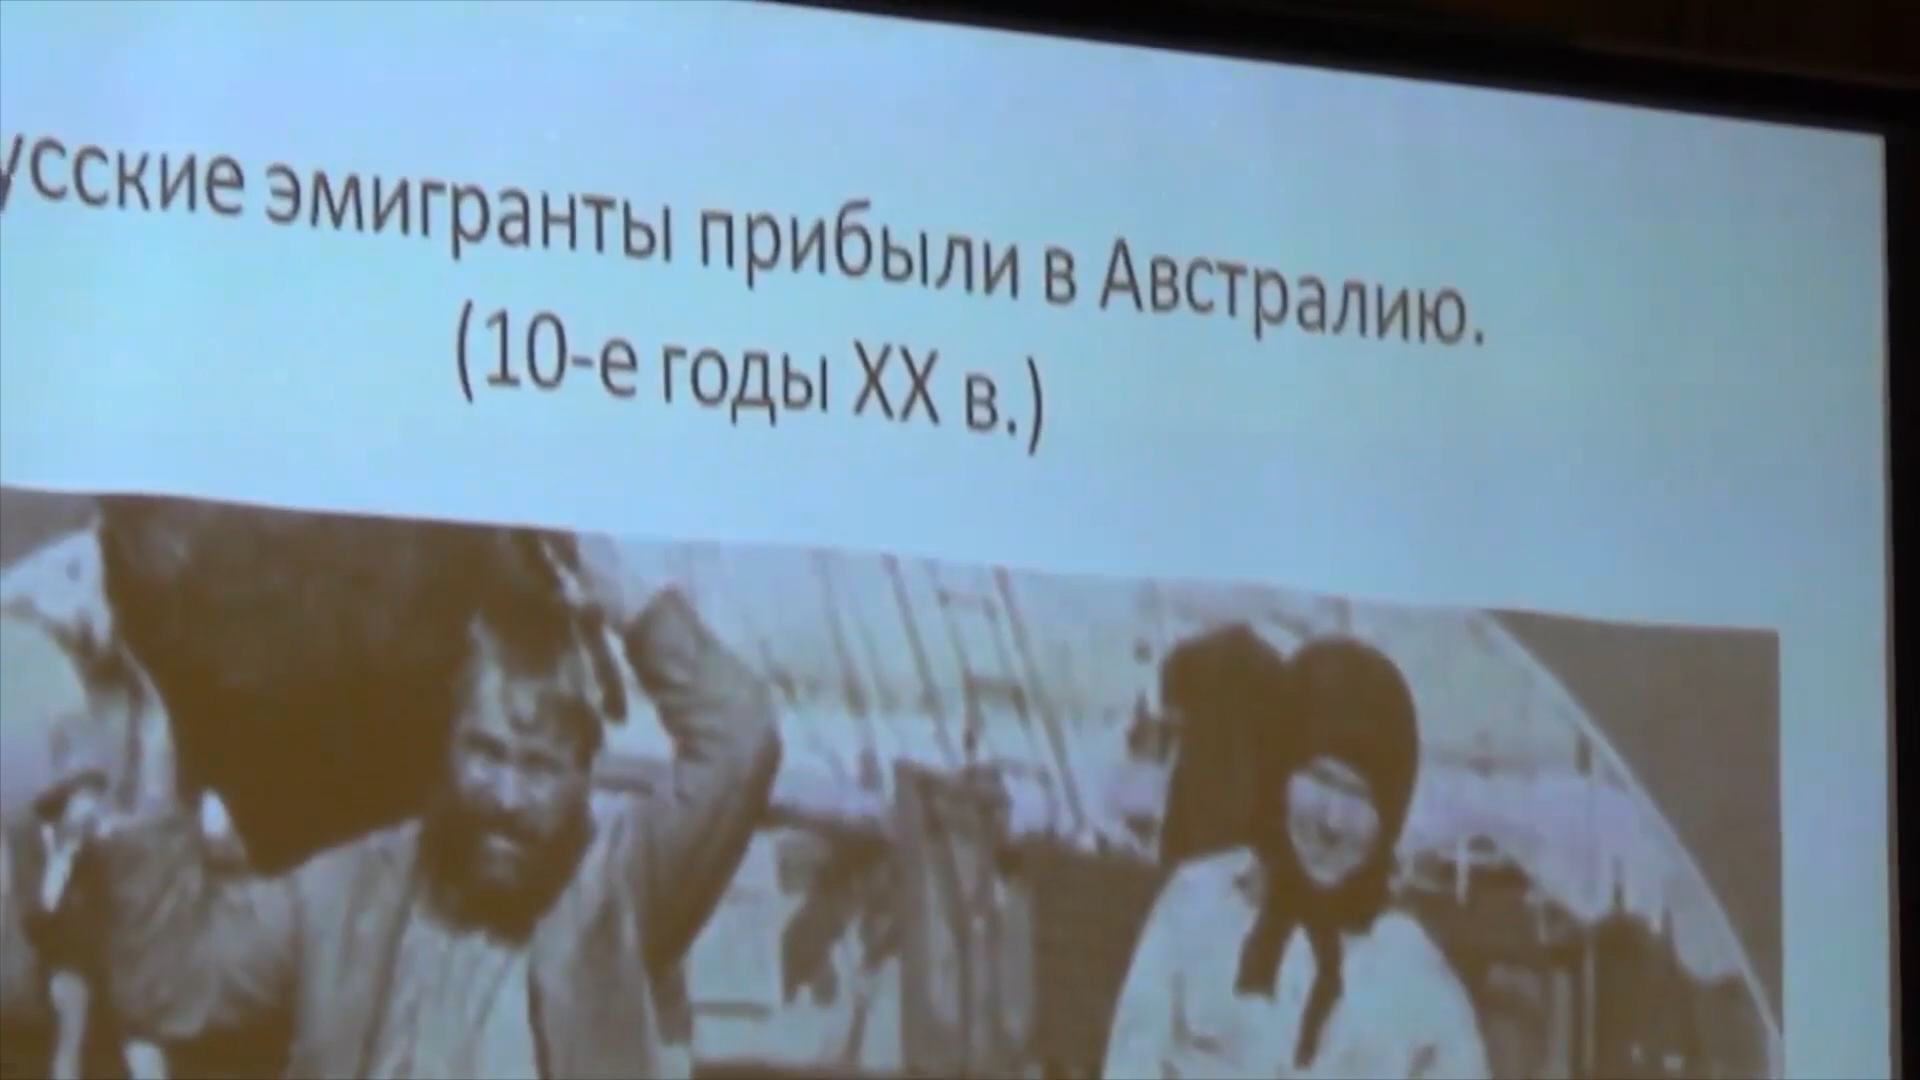 усские эмигранты прибыли в Австралию.
(10-е годы XX в.)